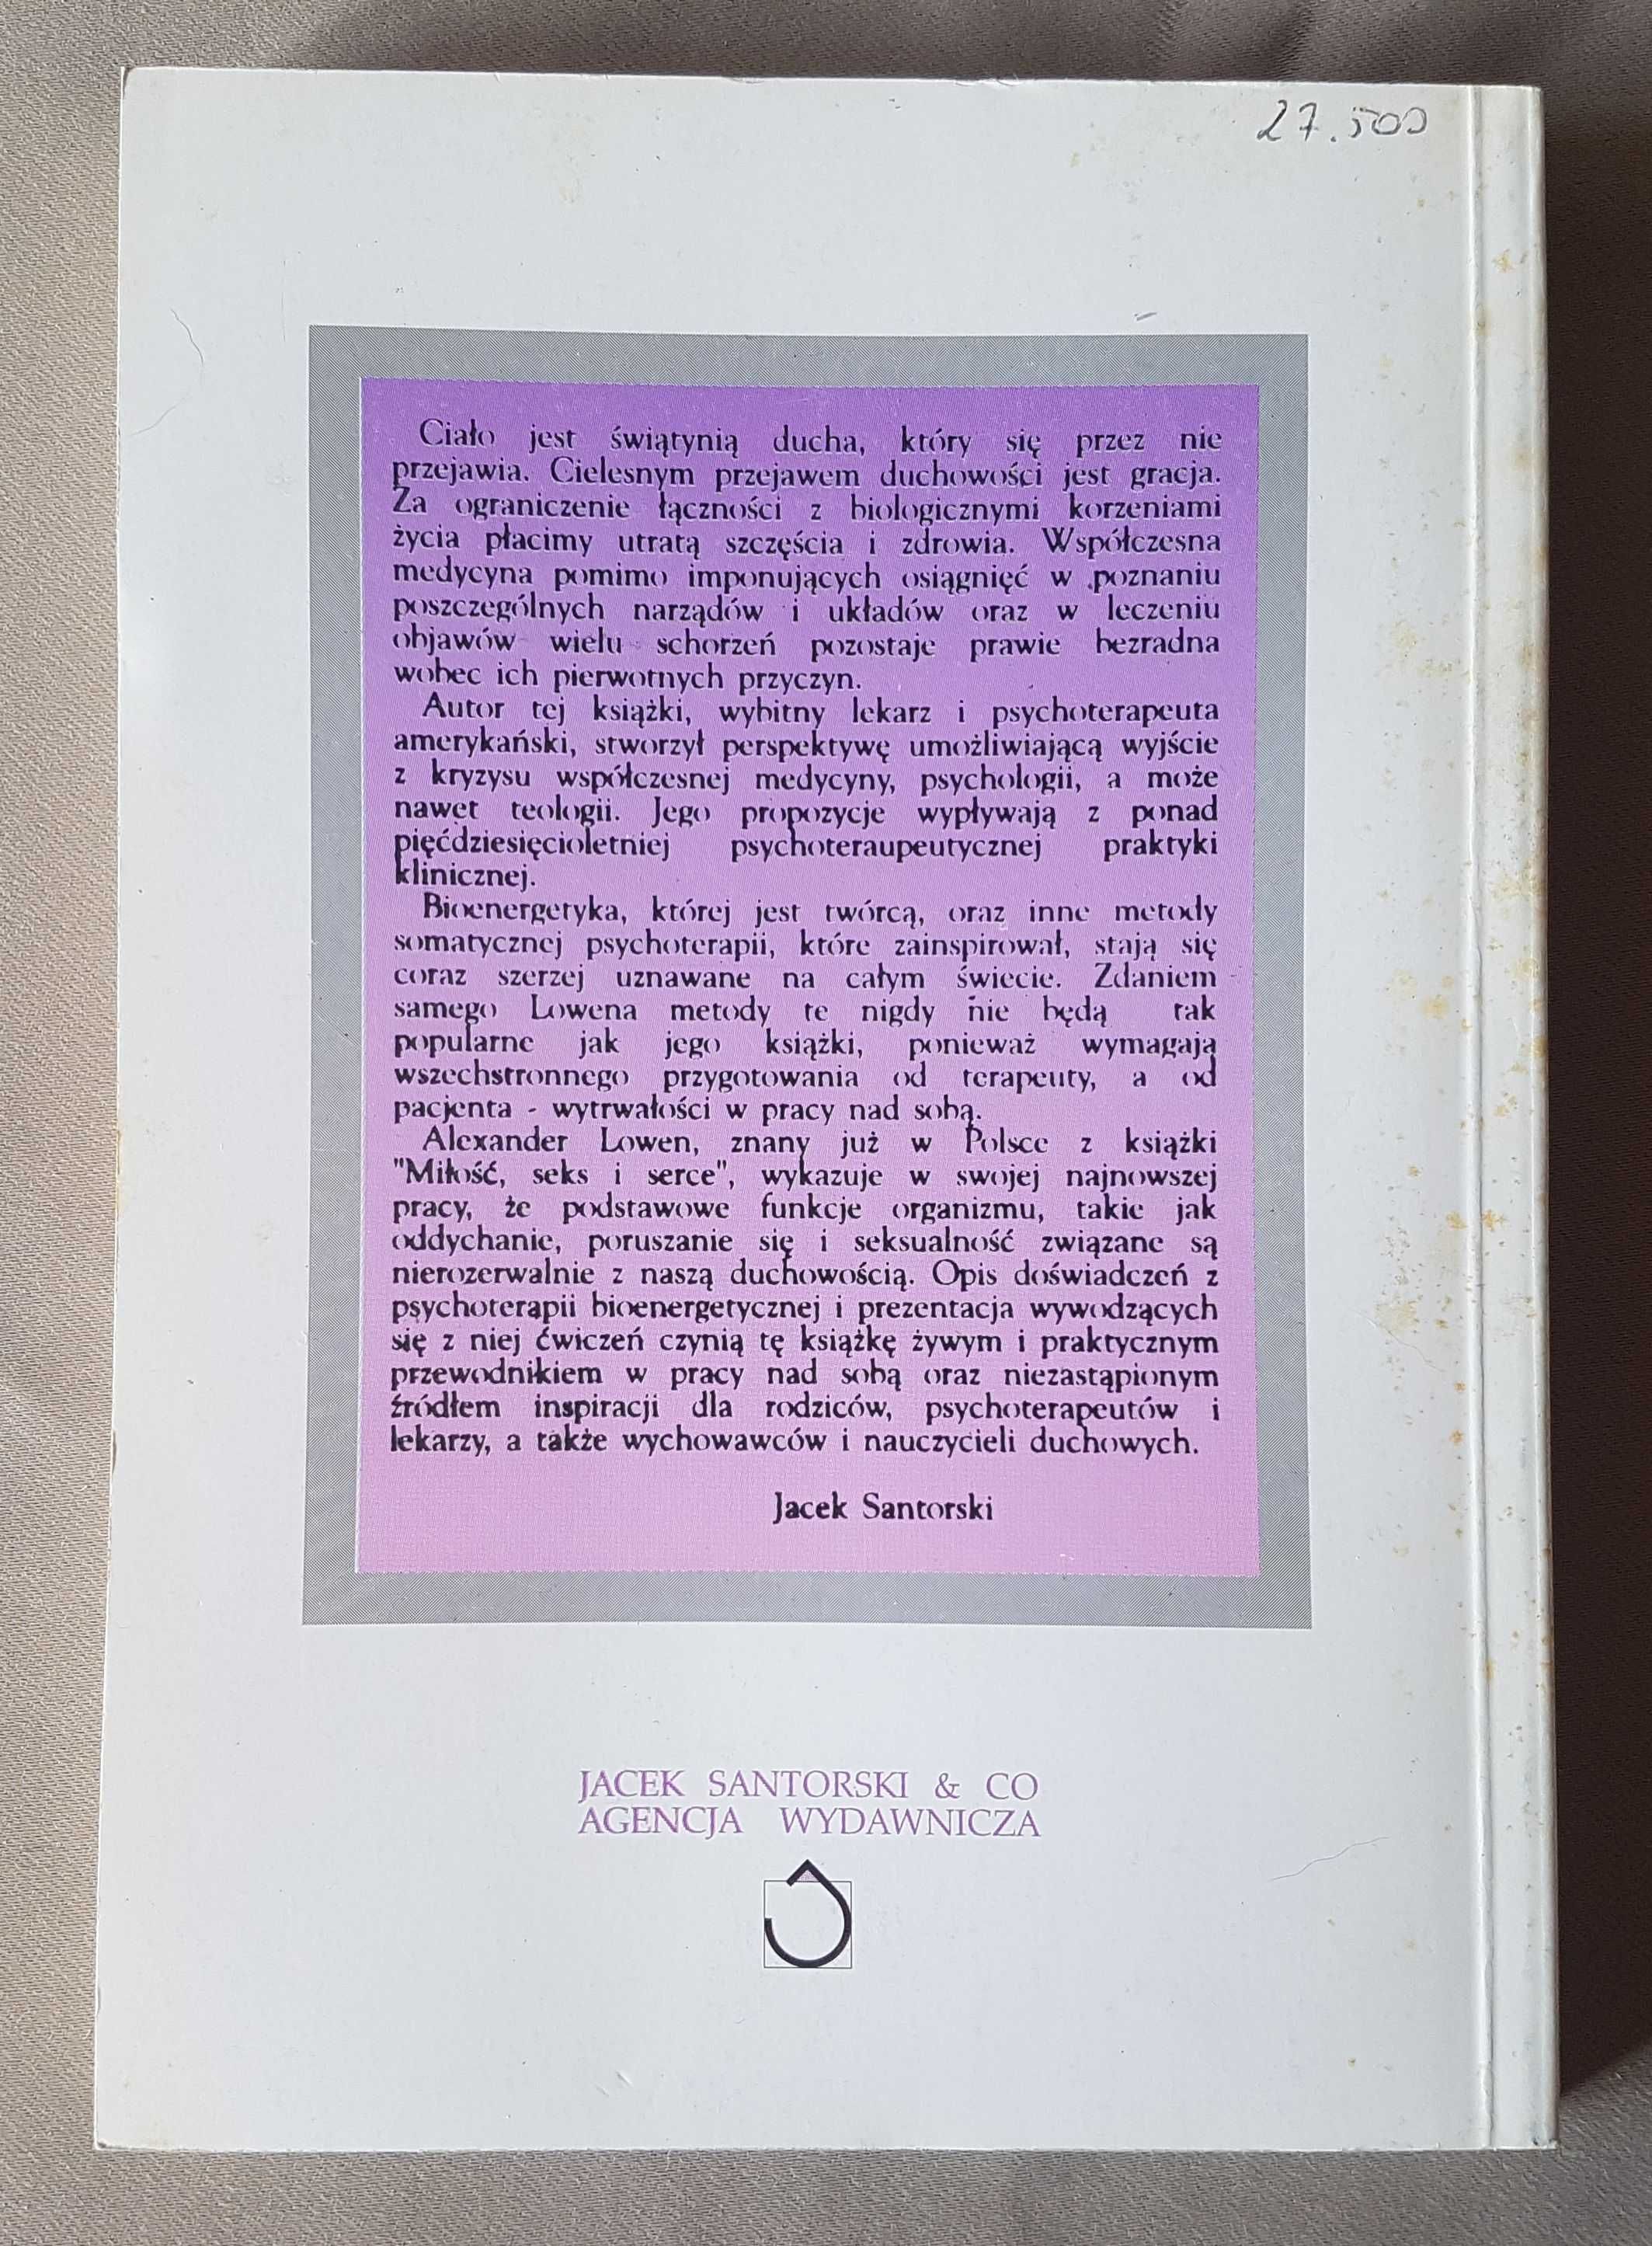 27.500
Ciało jest świątynią ducha, który się przez nie
przejawia. Cielesnym przejawem duchowości jest gracja.
Za ograniczenie łączności z biologicznymi korzeniami
życia płacimy utratą szczęścia i zdrowia. Współczesna
medycyna pomimo imponujących osiągnięć w poznaniu
poszczególnych narządów i układów oraz w leczeniu
objawów wielu schorzeń pozostaje prawie bezradna
wobec ich pierwotnych przyczyn.
Autor tej książki, wybitny lekarz i psychoterapeuta
amerykański, stworzył perspektywę umożliwiającą wyjście
z kryzysu współczesnej medycyny, psychologii, a może
nawet teologii. Jego propozycje wypływają z ponad
pięćdziesięcioletniej psychoteraupeutycznej praktyki
klinicznej.
Bioenergetyka, której jest twórcą, oraz inne metody
somatycznej psychoterapii, które zainspirował, stają się
coraz szerzej uznawane na całym świecie. Zdaniem
samego Lowena metody te nigdy nie będą tak
popularne jak jego książki, ponieważ wymagają
wszechstronnego przygotowania od terapeuty, a od
pacjenta - wytrwałości w pracy nad sobą.
Alexander Lowen, znany już w Polsce z książki
"Miłość, seks i serce", wykazuje w swojej najnowszej
pracy, że podstawowe funkcje organizmu, takie jak
oddychanie, poruszanie się i seksualność związane są
nierozerwalnie z naszą duchowością. Opis doświadczeń z
psychoterapii bioenergetycznej i prezentacja wywodzących
się z niej ćwiczeń czynią tę książkę żywym i praktycznym
przewodnikiem w pracy nad sobą oraz niezastąpionym
źródłem inspiracji dla rodziców, psychoterapeutów i
lekarzy, a także wychowawców i nauczycieli duchowych.
Jacek Santorski
JACEK SANTORSKI & CO
AGENCJA WYDAWNICZA